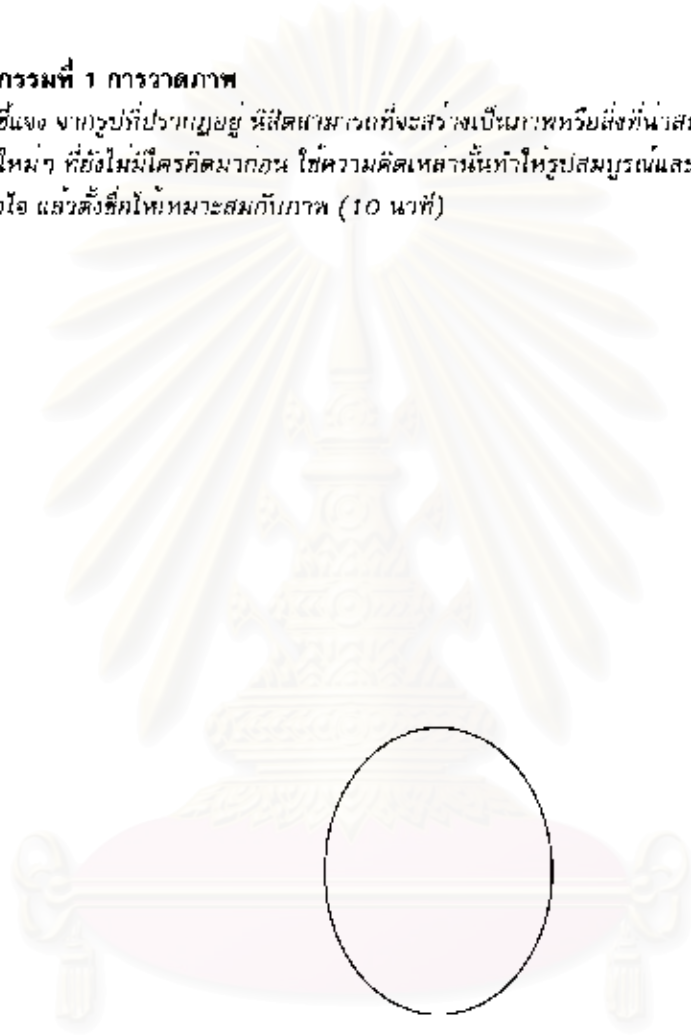 กรรมที่ 1 การวาดภาพ
ชี้แจง จากรูปที่ปรากฏอยู่ นิสิตสามารถที่จะสร้างเป็นภาพหรือสิ่งที่น่าส
ใหม่ๆ ที่ยังไม่มีใครคิดมาก่อน ใช้ความคิดเหล่านั้นทำให้รูปสมบูรณ์และ
แล้วตั้งชื่อให้เหมาะสมกับภาพ (10 นาที)